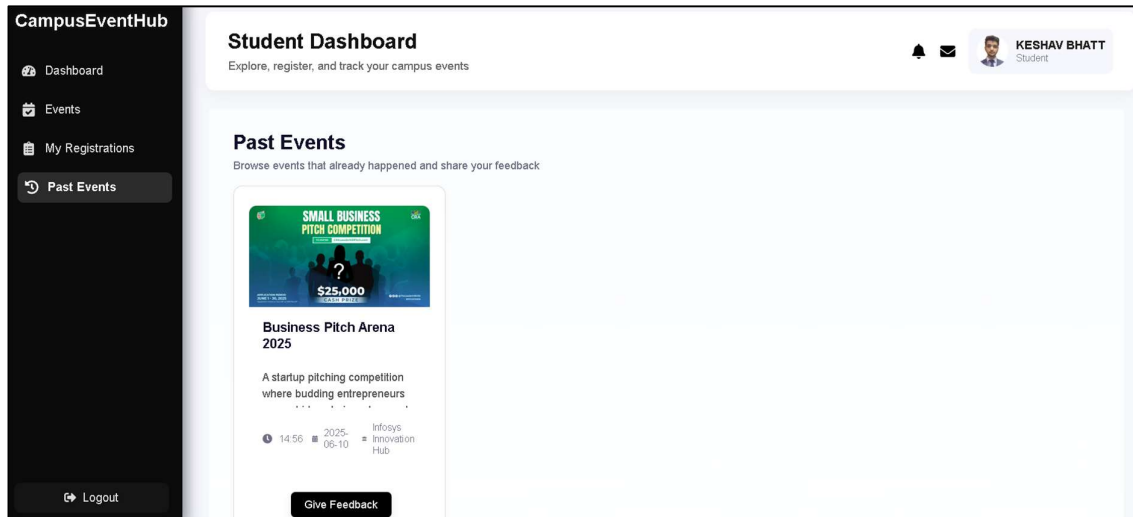 CampusEventHub
Dashboard
Events
My Registrations
Past Events
Logout
Student Dashboard
Explore, register, and track your campus events
KESHAV BHATT
Student
Past Events
Browse events that already happened and share your feedback
SMALL BUSINESS
PITCH COMPETITION
?
$25,000
CASH PRIZE
Business Pitch Arena
2025
A startup pitching competition
where budding entrepreneurs
14:56
2025-
06-10
Infosys
Innovation
Hub
Give Feedback